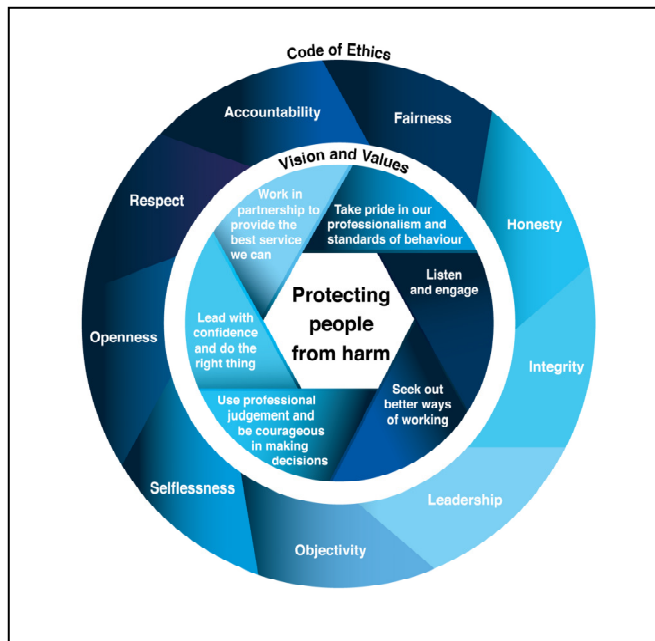 Code of Ethics
Accountability
Fairness
Respect
Honesty
Openness
Integrity
Selflessness
Leadership
Objectivity
Vision and Values
Work in
partnership to
provide the
best service
we can
Take pride in our
professionalism and
standards of behaviour
Listen
and engage
Lead with
confidence
and do the
right thing
Seek out
better ways
of working
Use professional
judgement and
be courageous
in making
decisions
Protecting
people
from harm